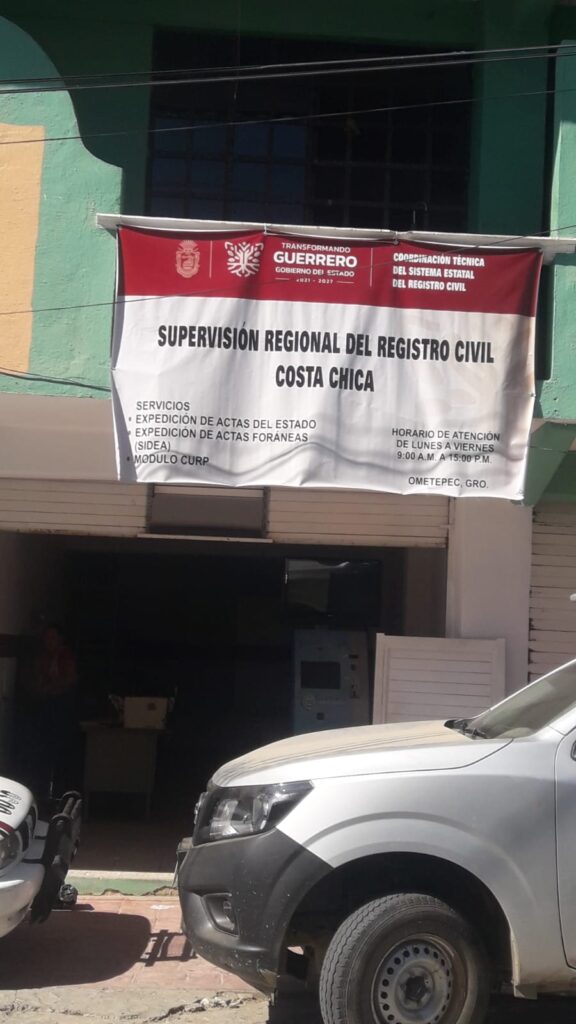 TRANSFORMANDO
GUERRERO
GOBIERNO DEL ESTADO
2021 - 2027
COORDINACIÓN TÉCNICA
DEL SISTEMA ESTATAL
DEL REGISTRO CIVIL
SUPERVISIÓN REGIONAL DEL REGISTRO CIVIL
COSTA CHICA
SERVICIOS
• EXPEDICIÓN DE ACTAS DEL ESTADO
• EXPEDICIÓN DE ACTAS FORÁNEAS
(SIDEA)
• MODULO CURP
HORARIO DE ATENCIÓN
DE LUNES A VIERNES
9:00 A.M. A 15:00 P.M.
OMETEPEC, GRO.